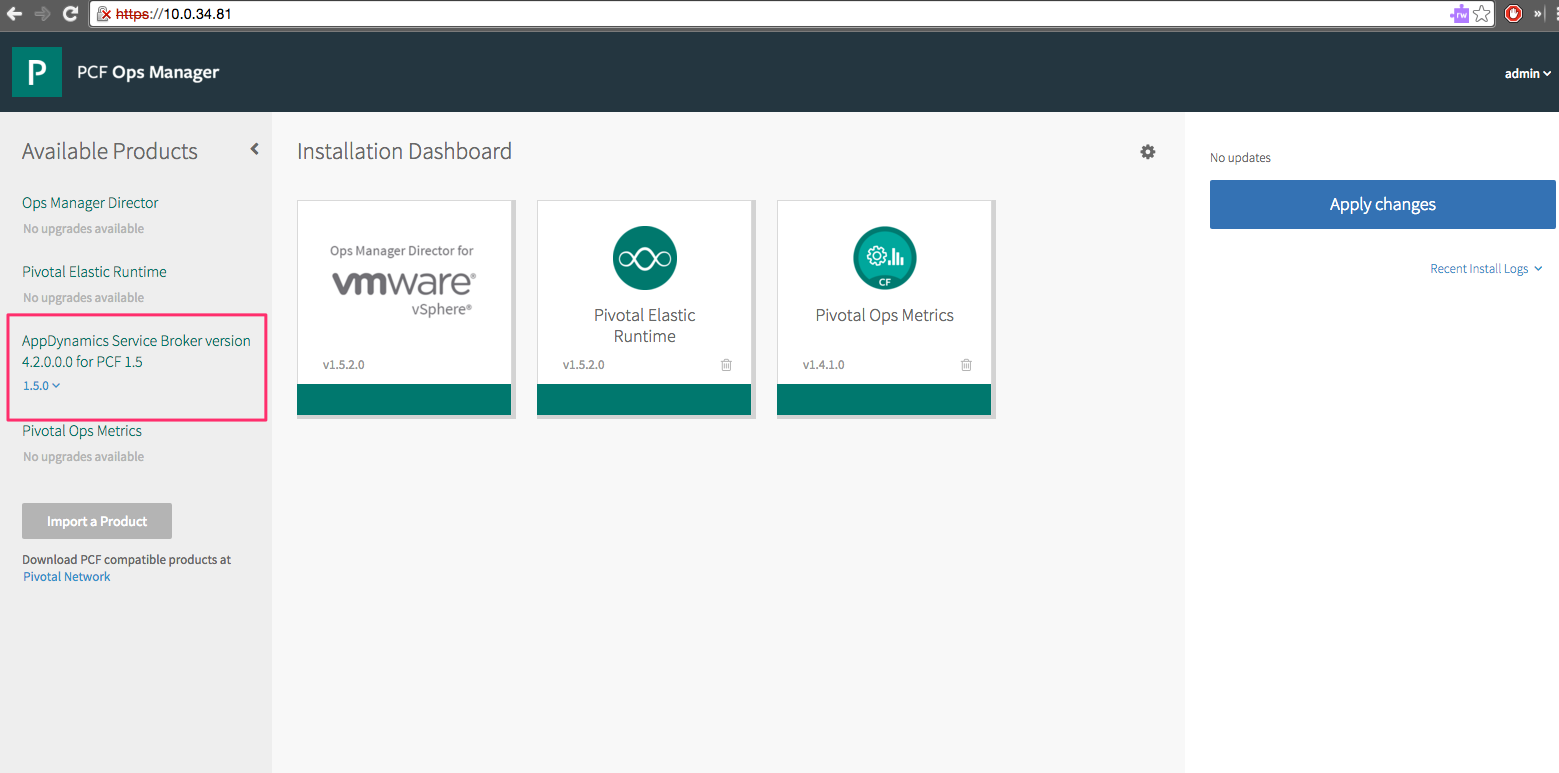 https://10.0.34.81
rw
»
P
PCF Ops Manager
admin
Available Products
Ops Manager Director
No upgrades available
Pivotal Elastic Runtime
No upgrades available
AppDynamics Service Broker version
4.2.0.0.0 for PCF 1.5
1.5.0
Pivotal Ops Metrics
No upgrades available
Import a Product
Download PCF compatible products at
Pivotal Network
Installation Dashboard
Ops Manager Director for
vmware®
vSphere®
v1.5.2.0
Pivotal Elastic
Runtime
v1.5.2.0
CF
Pivotal Ops Metrics
v1.4.1.0
No updates
Apply changes
Recent Install Logs